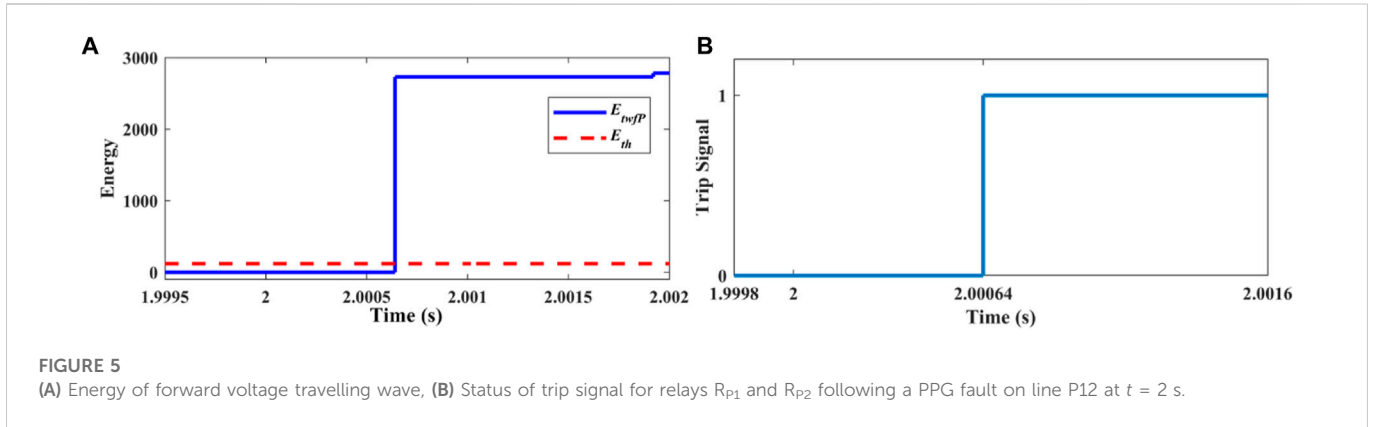 A
3000
2000
1000
0
Energy
E_twfP
E_th
1.9995 2 2.0005 2.001 2.0015 2.002
Time (s)
B
1
0
Trip Signal
1.9998 2 2.00064 2.0016
Time (s)
FIGURE 5
(A) Energy of forward voltage travelling wave, (B) Status of trip signal for relays R_P1 and R_P2 following a PPG fault on line P12 at t = 2 s.